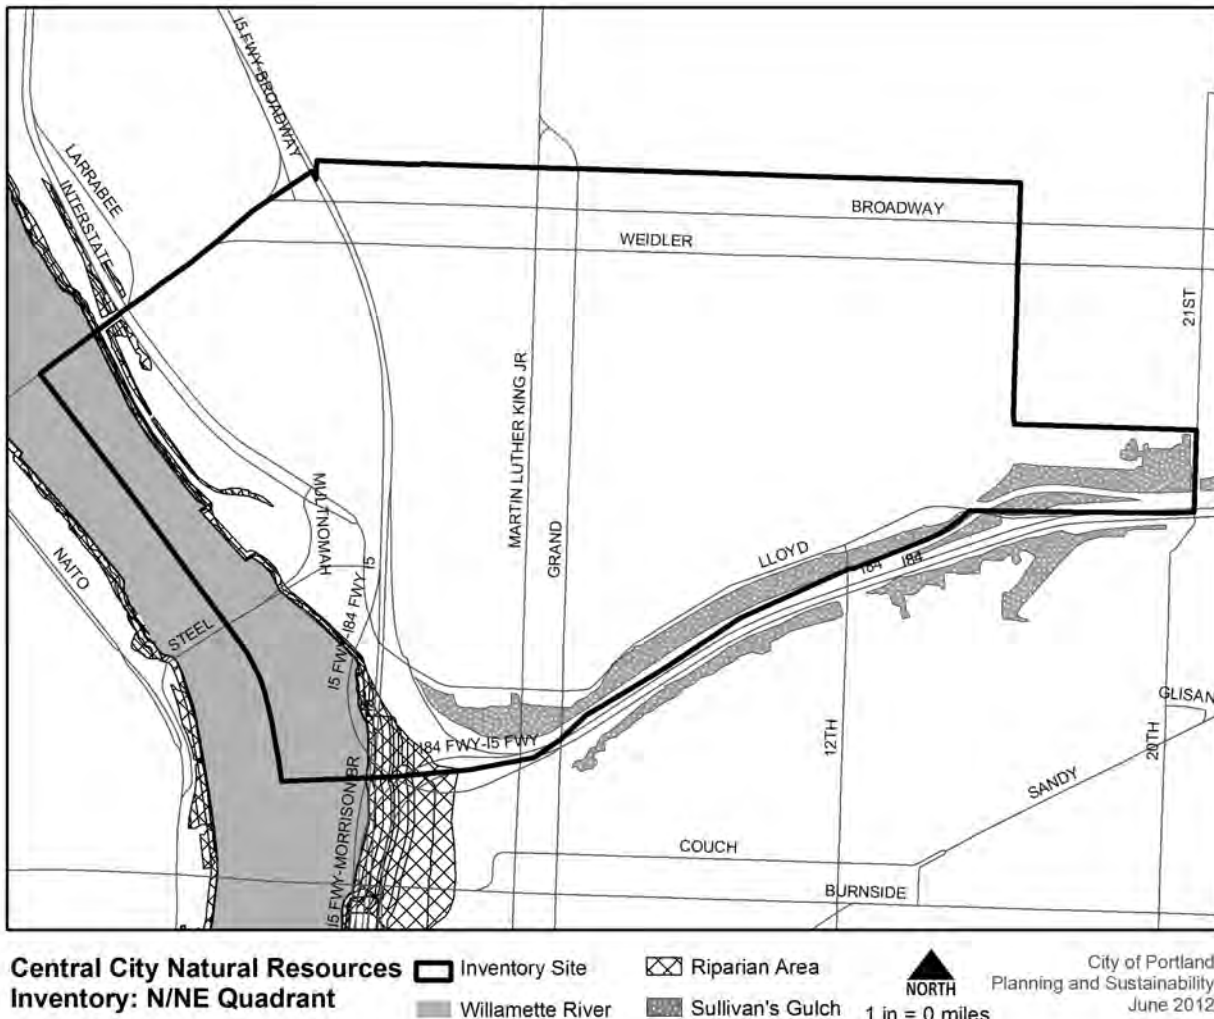 I5 FWY-BROADWAY
LARRABEE
INTERSTATE
BROADWAY
WEIDLER
21ST
MARTIN LUTHER KING JR
GRAND
MULTNOMAH
NAITO
STEEL
I5 FWY-I84 FWY
I5
LLOYD
I84
I84
I84 FWY-I5 FWY
I5 FWY-MORRISON BR
12TH
20TH
GLISAN
SANDY
COUCH
BURNSIDE
Central City Natural Resources
Inventory: N/NE Quadrant
Inventory Site
Willamette River
Riparian Area
Sullivan's Gulch
NORTH
1 in = 0 miles
City of Portland
Planning and Sustainability
June 2012